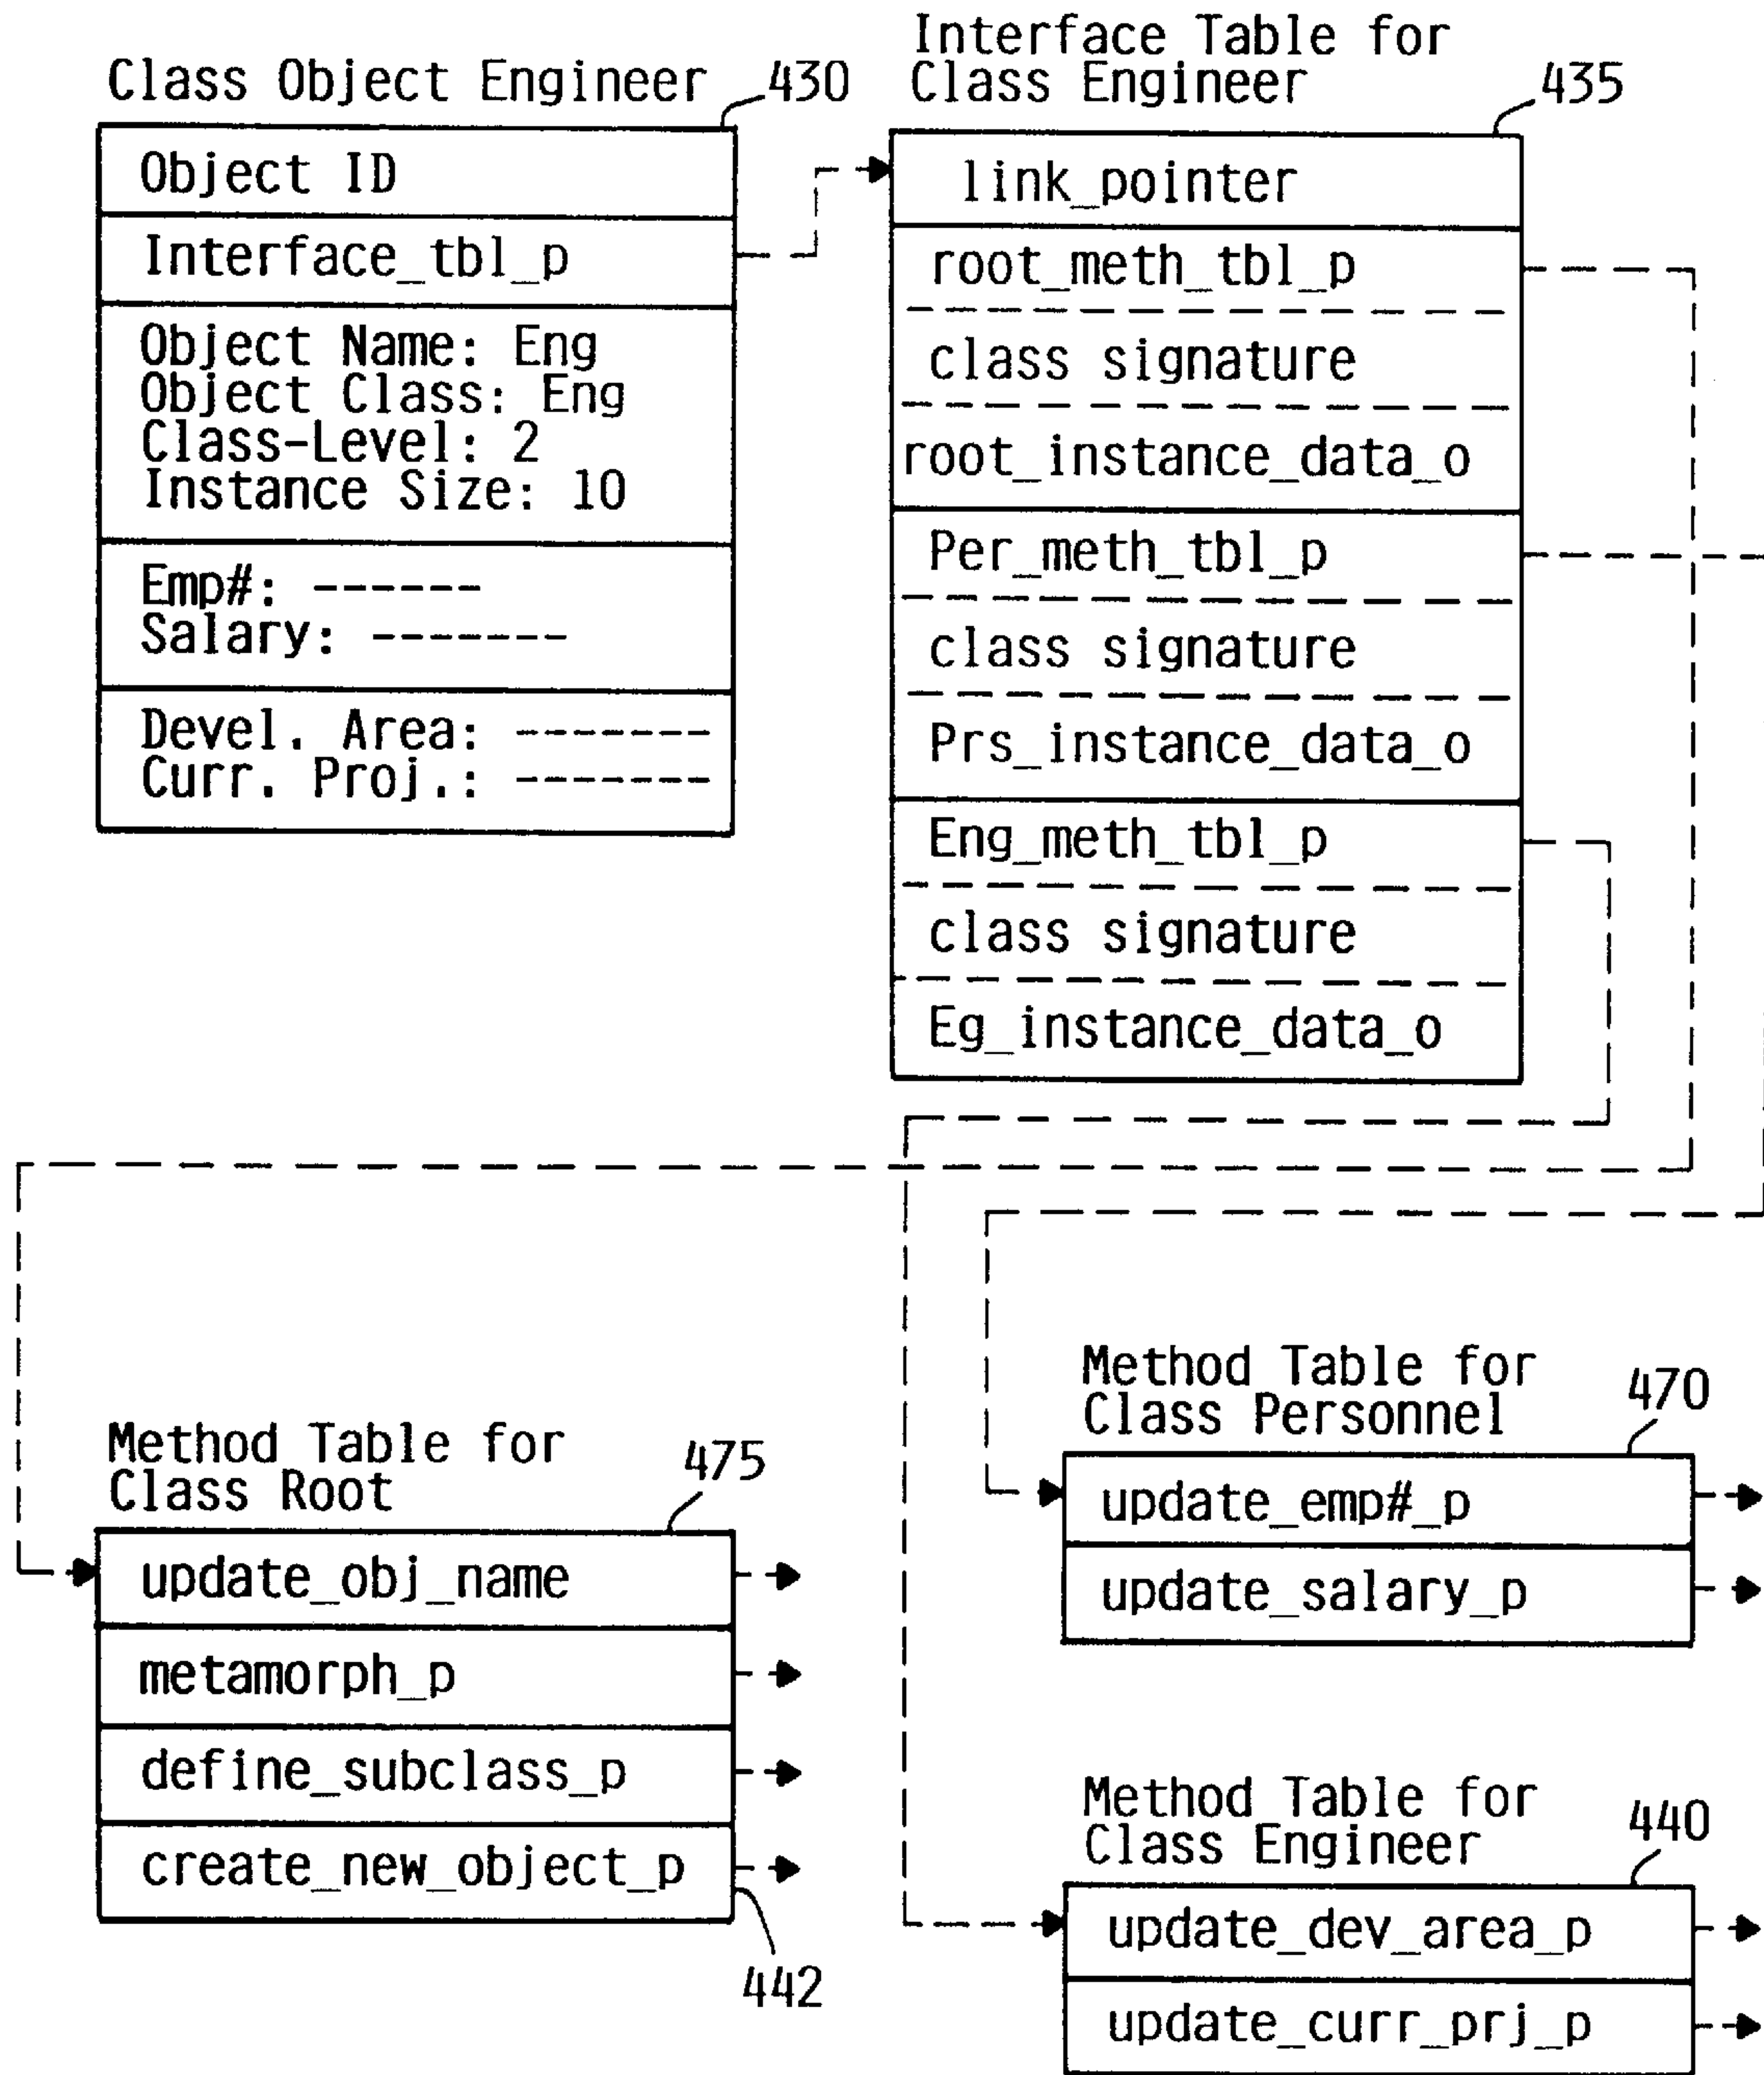 Class Object Engineer
430
Object ID
Interface_tbl_p
Object Name: Eng
Object Class: Eng
Class-Level: 2
Instance Size: 10
Emp#: ------
Salary: -------
Devel. Area: -------
Curr. Proj.: -------
Interface Table for
Class Engineer
435
link_pointer
root_meth_tbl_p
class signature
root_instance_data_o
Per_meth_tbl_p
class signature
Prs_instance_data_o
Eng_meth_tbl_p
class signature
Eg_instance_data_o
Method Table for
Class Root
475
update_obj_name
metamorph_p
define_subclass_p
create_new_object_p
442
Method Table for
Class Personnel
470
update_emp#_p
update_salary_p
Method Table for
Class Engineer
440
update_dev_area_p
update_curr_prj_p